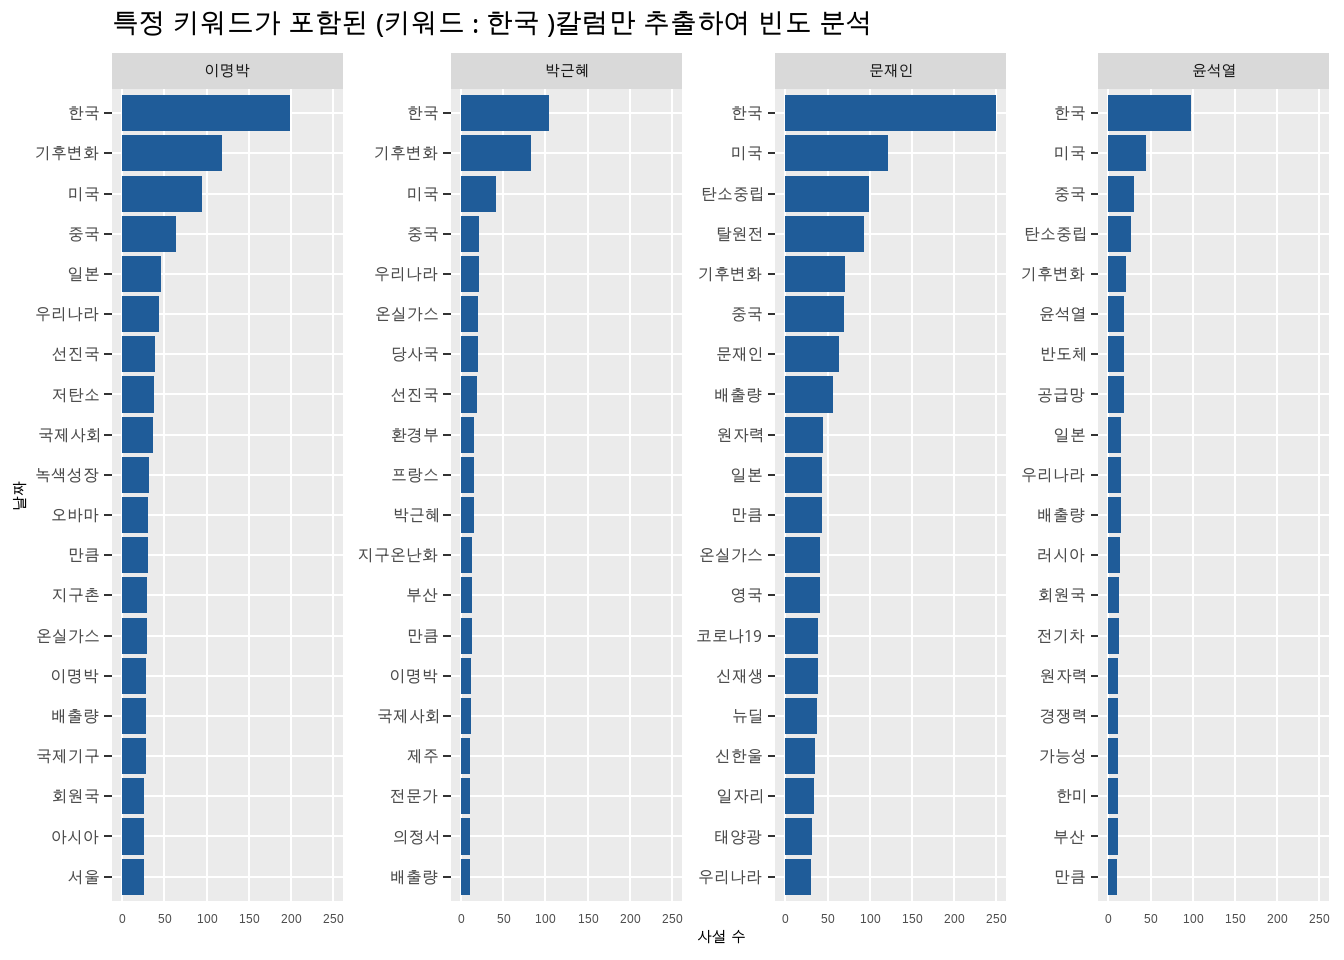 특정 키워드가 포함된 (키워드 : 한국 )칼럼만 추출하여 빈도 분석
이명박
한국
기후변화
미국
중국
일본
우리나라
선진국
저탄소
국제사회
녹색성장
오바마
만큼
지구촌
온실가스
이명박
배출량
국제기구
회원국
아시아
서울
0 50 100 150 200 250
박근혜
한국
기후변화
미국
중국
우리나라
온실가스
당사국
선진국
환경부
프랑스
박근혜
지구온난화
부산
만큼
이명박
국제사회
제주
전문가
의정서
배출량
0 50 100 150 200 250
문재인
한국
미국
탄소중립
탈원전
기후변화
중국
문재인
배출량
원자력
일본
만큼
온실가스
영국
코로나19
신재생
뉴딜
신한울
일자리
태양광
우리나라
0 50 100 150 200 250
윤석열
한국
미국
중국
탄소중립
기후변화
윤석열
반도체
공급망
일본
우리나라
배출량
러시아
회원국
전기차
원자력
경쟁력
가능성
한미
부산
만큼
0 50 100 150 200 250
날짜
사설 수